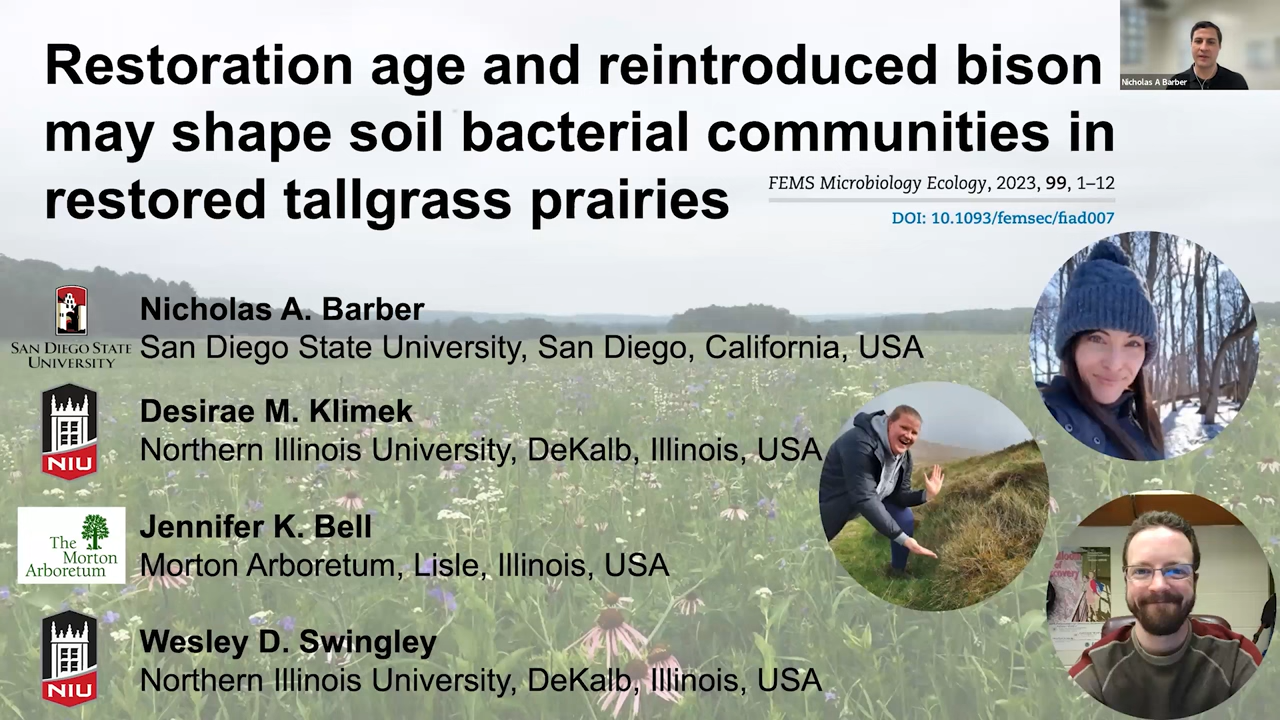 Restoration age and reintroduced bison
may shape soil bacterial communities in
restored tallgrass prairies
Nicholas A Barber
FEMS Microbiology Ecology, 2023, 99, 1–12
DOI: 10.1093/femsec/fiad007
SAN DIEGO STATE
UNIVERSITY
Nicholas A. Barber
San Diego State University, San Diego, California, USA
NIU
Desirae M. Klimek
Northern Illinois University, DeKalb, Illinois, USA
The
Morton
Arboretum
Jennifer K. Bell
Morton Arboretum, Lisle, Illinois, USA
NIU
Wesley D. Swingley
Northern Illinois University, DeKalb, Illinois, USA